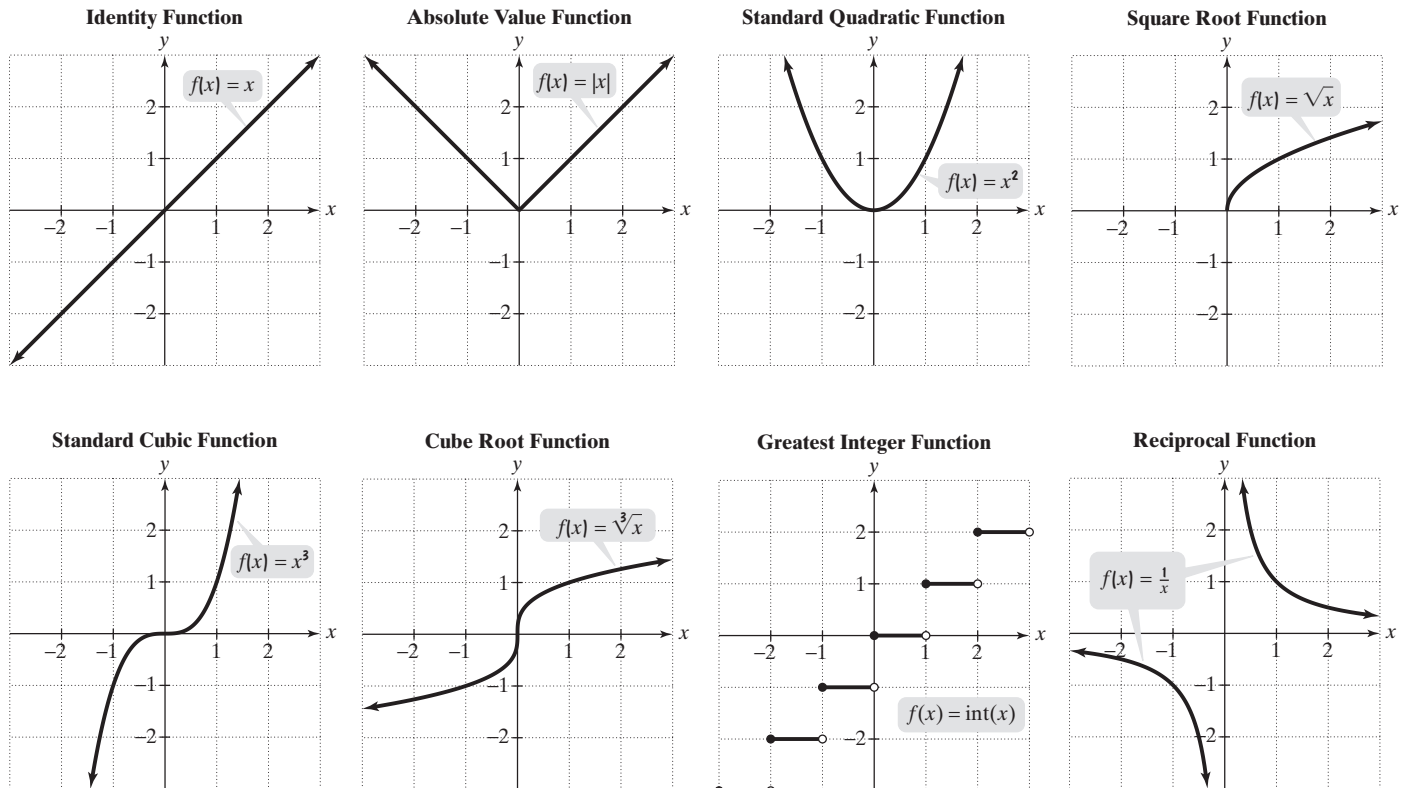 Identity Function
y
f(x) = x
2
1
x
−2 −1 1 2
−1
−2
Absolute Value Function
y
f(x) = |x|
2
1
x
−2 −1 1 2
−1
−2
Standard Quadratic Function
y
2
1
f(x) = x²
x
−2 −1 1 2
−1
−2
Square Root Function
y
f(x) = √x
2
1
x
−2 −1 1 2
−1
−2
Standard Cubic Function
y
2
f(x) = x³
1
x
−2 −1 1 2
−1
−2
Cube Root Function
y
f(x) = ∛x
2
1
x
−2 −1 1 2
−1
−2
Greatest Integer Function
y
2
1
x
−2 −1 1 2
f(x) = int(x)
−2
Reciprocal Function
y
2
f(x) = 1/x
1
x
−2 −1 1 2
−1
−2